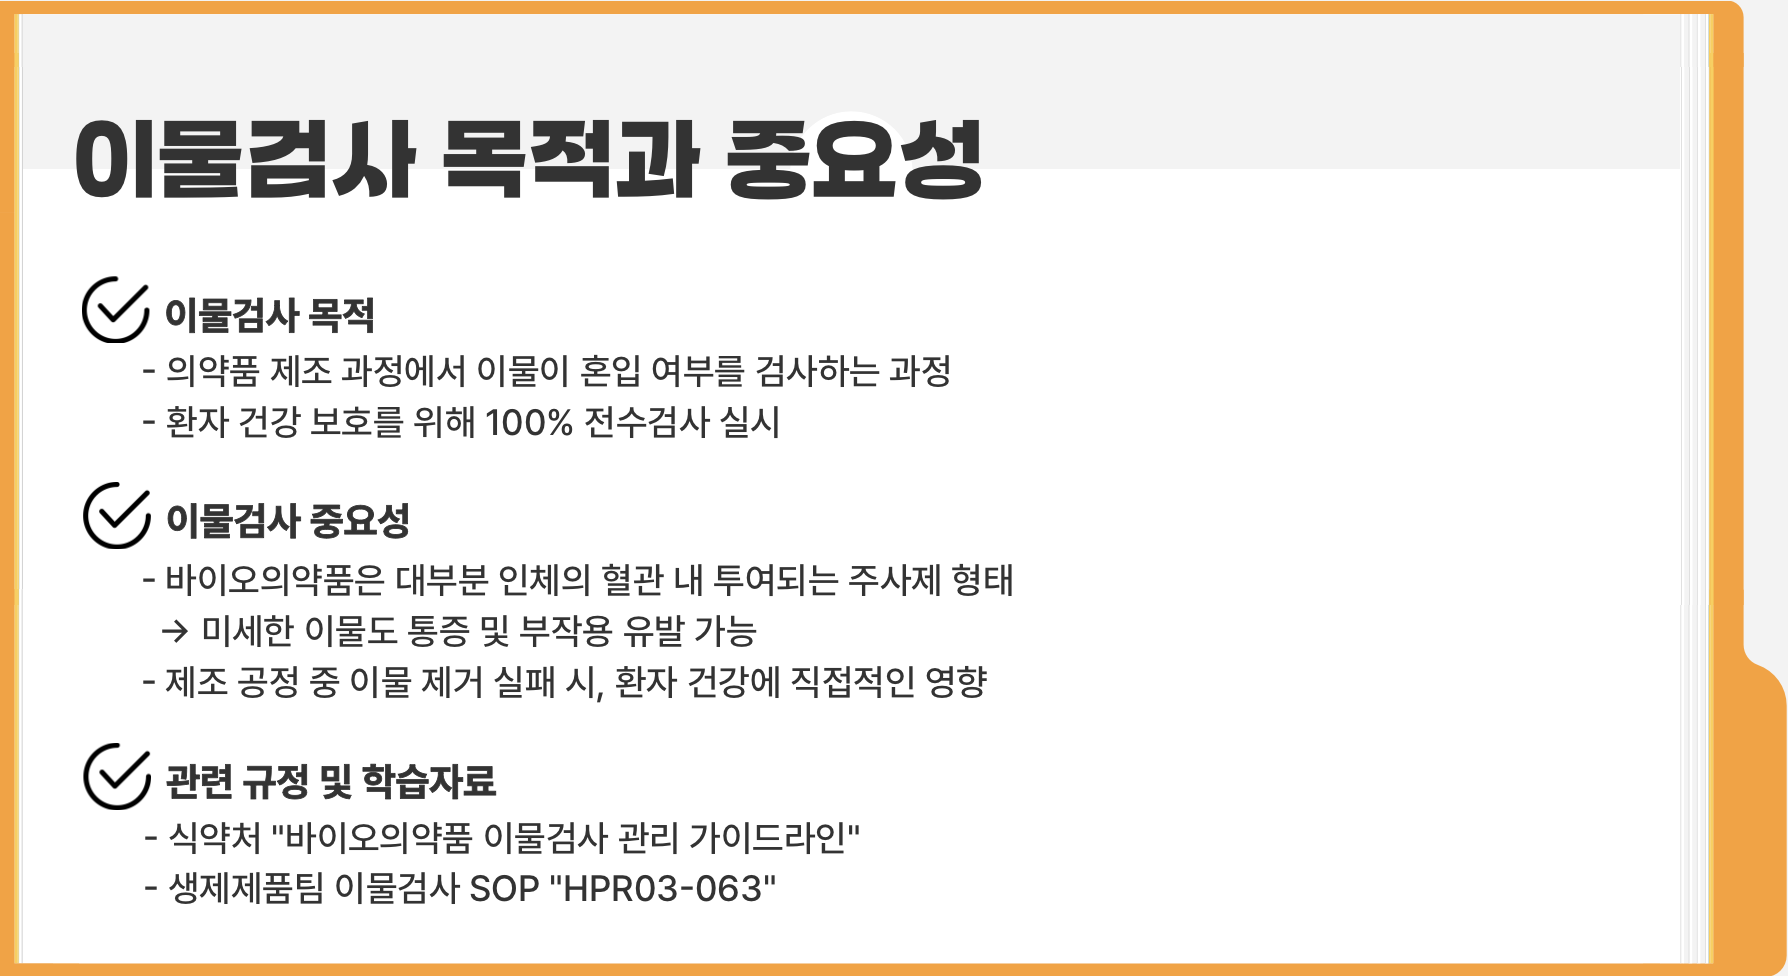 이물검사 목적과 중요성
이물검사 목적
- 의약품 제조 과정에서 이물이 혼입 여부를 검사하는 과정
- 환자 건강 보호를 위해 100% 전수검사 실시
이물검사 중요성
- 바이오의약품은 대부분 인체의 혈관 내 투여되는 주사제 형태
→ 미세한 이물도 통증 및 부작용 유발 가능
- 제조 공정 중 이물 제거 실패 시, 환자 건강에 직접적인 영향
관련 규정 및 학습자료
- 식약처 "바이오의약품 이물검사 관리 가이드라인"
- 생제제품팀 이물검사 SOP "HPR03-063"